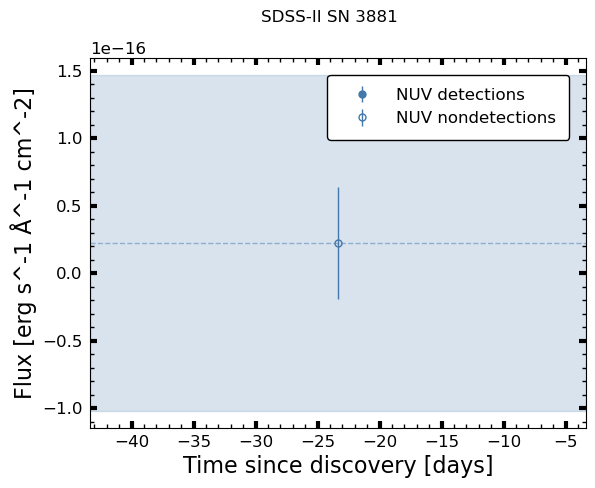 SDSS-II SN 3881
1e−16
NUV detections
NUV nondetections
1.5
1.0
0.5
0.0
−0.5
−1.0
Flux [erg s^-1 Å^-1 cm^-2]
−40 −35 −30 −25 −20 −15 −10 −5
Time since discovery [days]